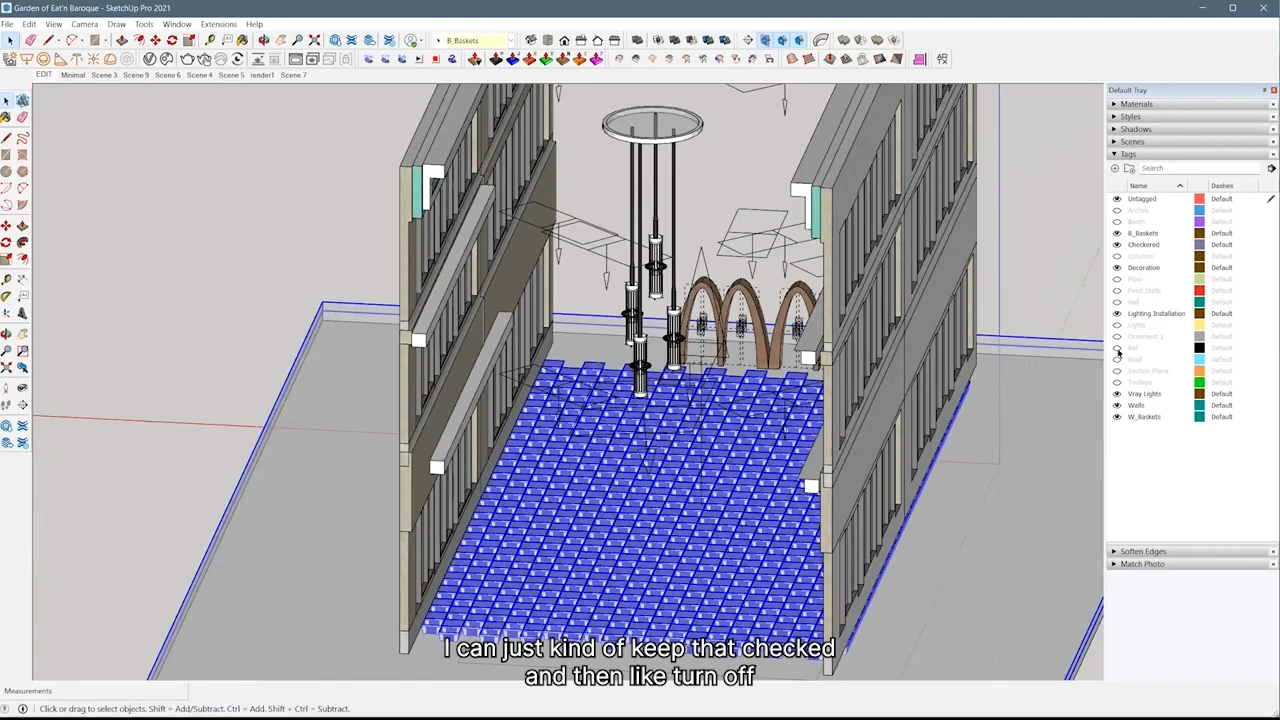 Garden of Eat'n Baroque - SketchUp Pro 2021
File Edit View Camera Draw Tools Window Extensions Help
B_Baskets
EDIT Minimal Scene 3 Scene 9 Scene 6 Scene 4 Scene 5 render1 Scene 7
Default Tray
Materials
Styles
Shadows
Scenes
Tags
Search
Name Dashes
Untagged Default
Arches Default
Booth Default
B_Baskets Default
Checkered Default
Columns Default
Decoration Default
Floor Default
Food Stalls Default
Hall Default
Lighting Installation Default
Lights Default
Ornament 1 Default
Ref Default
Roof Default
Section Plane Default
Trolleys Default
Vray Lights Default
Walls Default
W_Baskets Default
Soften Edges
Match Photo
I can just kind of keep that checked
and then like turn off
Measurements
Click or drag to select objects. Shift = Add/Subtract. Ctrl = Add. Shift + Ctrl = Subtract.